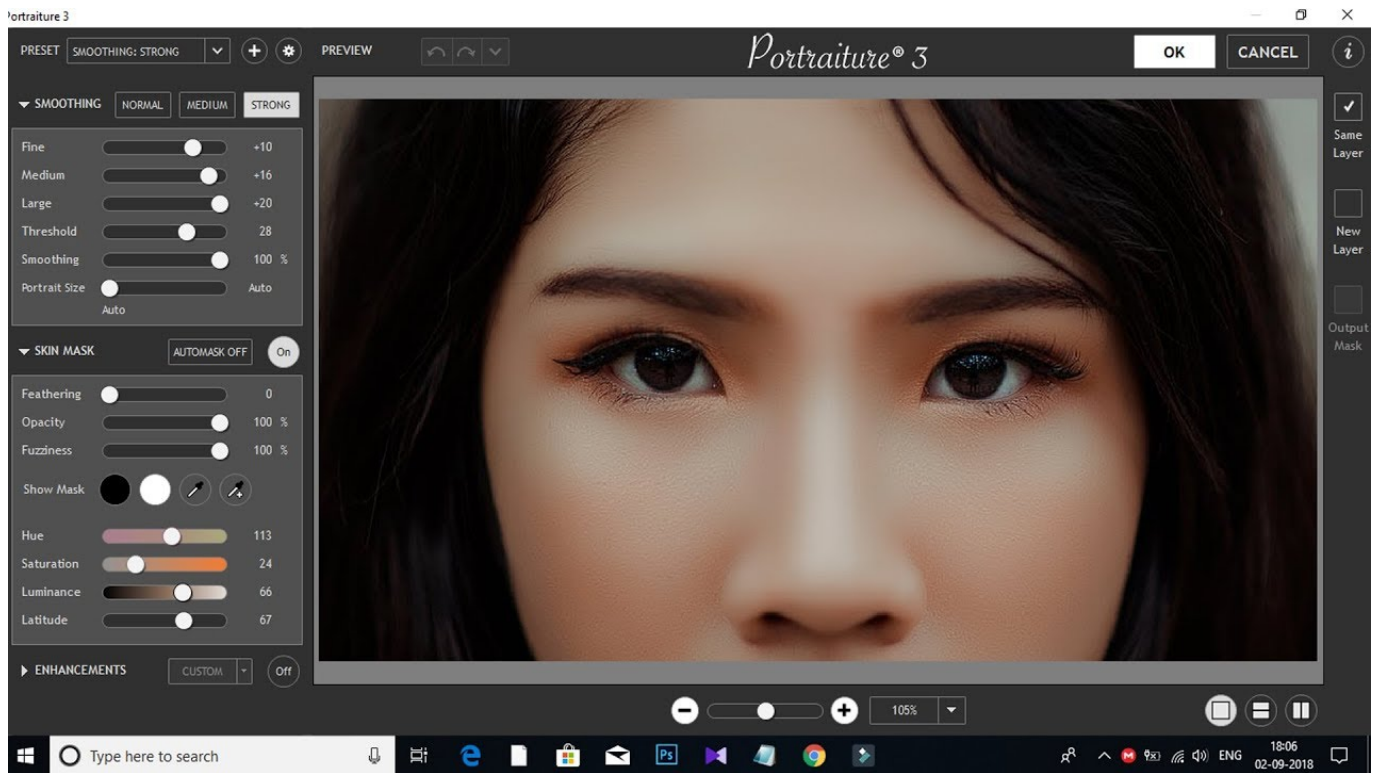 Portraiture 3
PRESET SMOOTHING: STRONG PREVIEW Portraiture® 3 OK CANCEL i
SMOOTHING NORMAL MEDIUM STRONG
Fine +10
Medium +16
Large +20
Threshold 28
Smoothing 100 %
Portrait Size Auto
Auto
SKIN MASK AUTOMASK OFF On
Feathering 0
Opacity 100 %
Fuzziness 100 %
Show Mask
Hue 113
Saturation 24
Luminance 66
Latitude 67
ENHANCEMENTS CUSTOM Off
Same
Layer
New
Layer
Output
Mask
105%
Type here to search Ps M ENG 18:06
02-09-2018